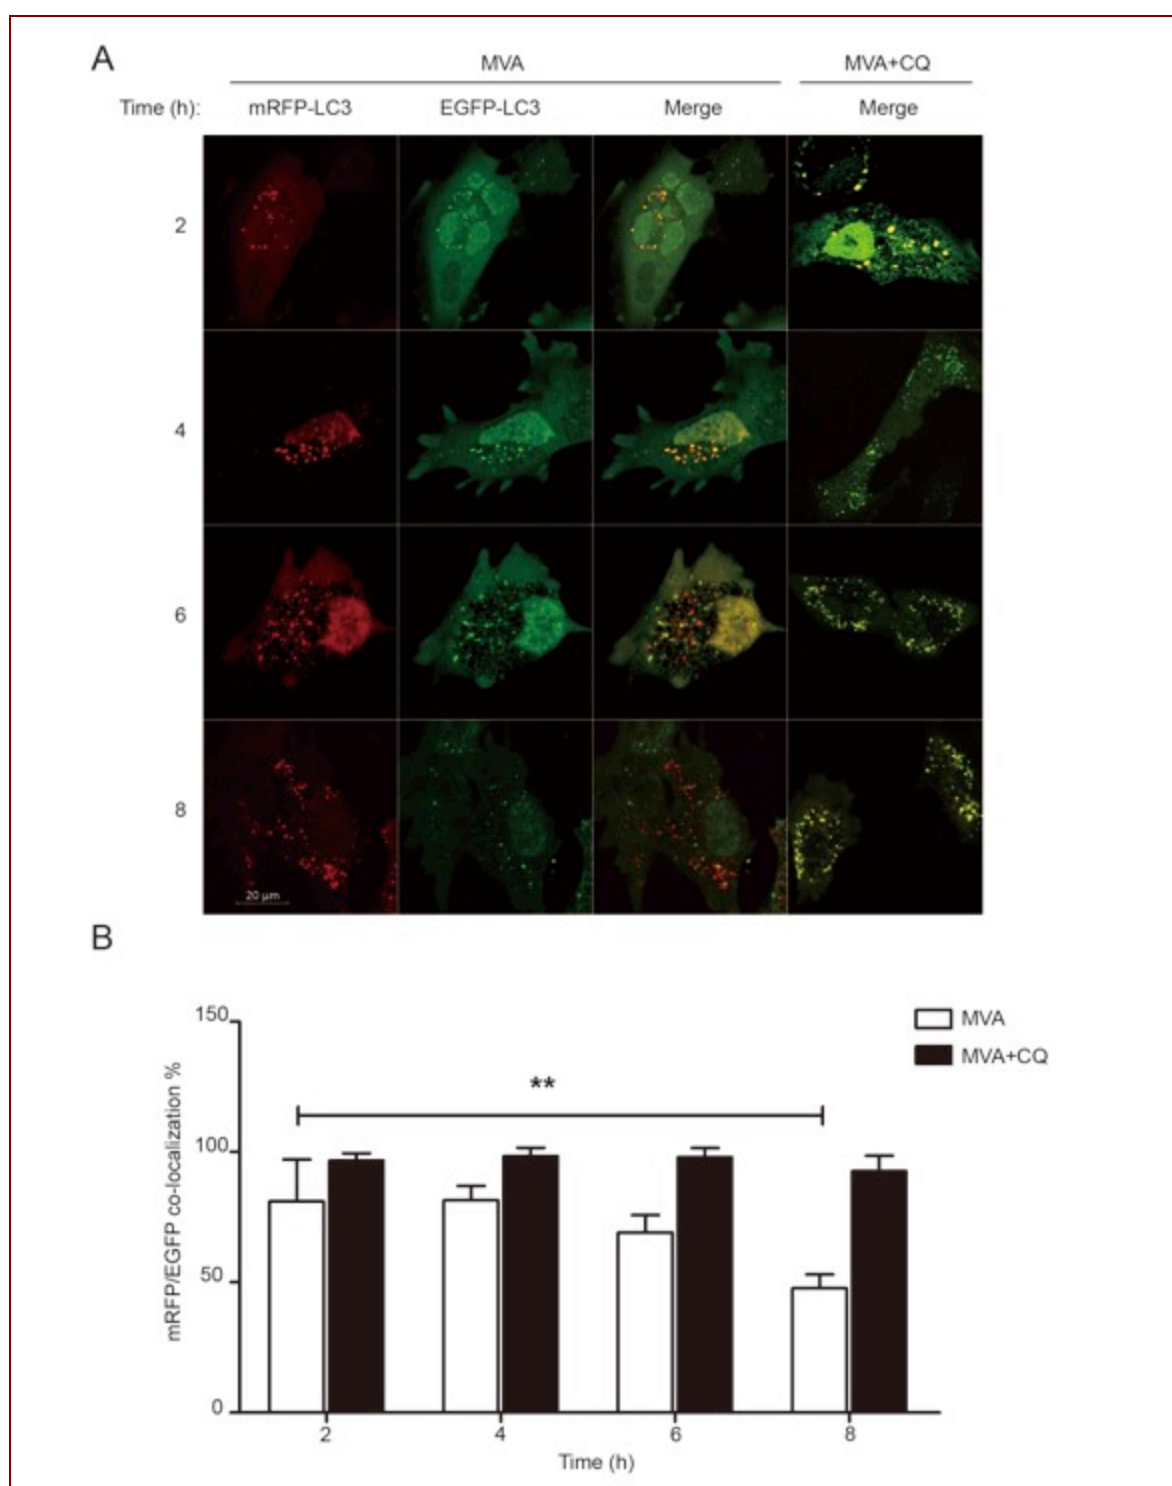 A
MVA MVA+CQ
Time (h): mRFP-LC3 EGFP-LC3 Merge Merge
2
4
6
8
20 µm
B
150
MVA
MVA+CQ
**
100
50
0
mRFP/EGFP co-localization %
2 4 6 8
Time (h)